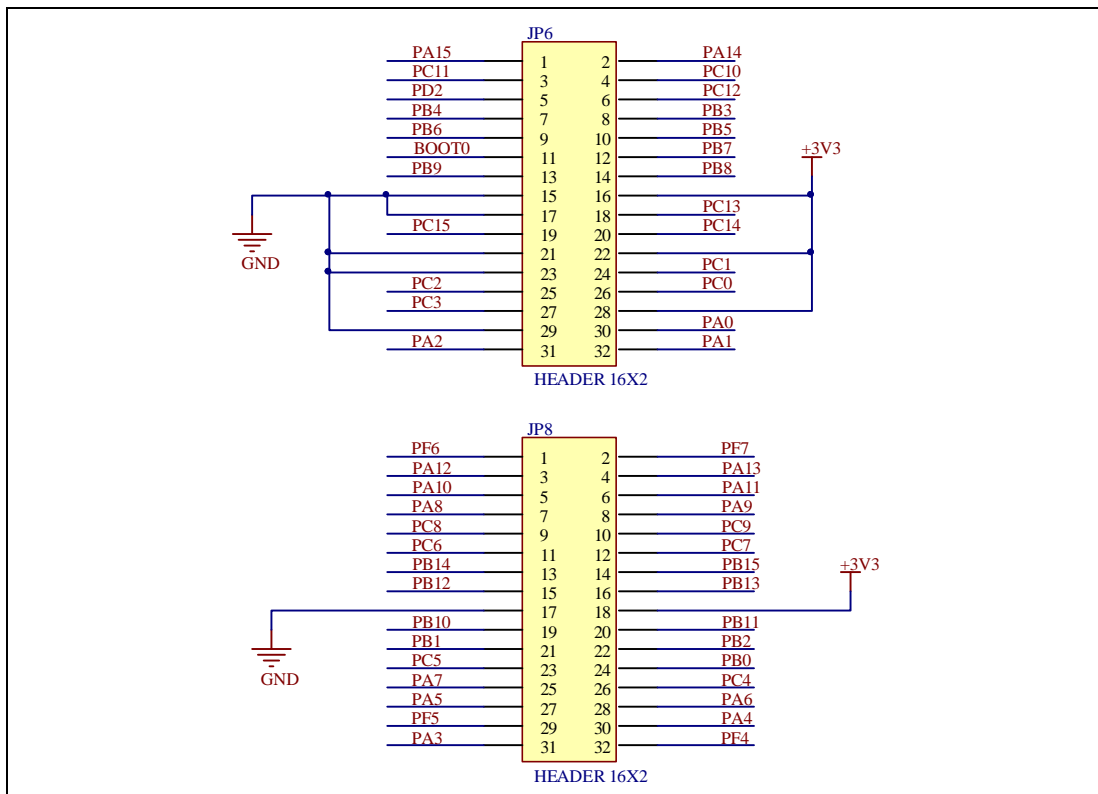 JP6
PA15 1 2 PA14
PC11 3 4 PC10
PD2 5 6 PC12
PB4 7 8 PB3
PB6 9 10 PB5
BOOT0 11 12 PB7 +3V3
PB9 13 14 PB8
15 16
17 18 PC13
PC15 19 20 PC14
GND 21 22
23 24 PC1
PC2 25 26 PC0
PC3 27 28
29 30 PA0
PA2 31 32 PA1
HEADER 16X2
JP8
PF6 1 2 PF7
PA12 3 4 PA13
PA10 5 6 PA11
PA8 7 8 PA9
PC8 9 10 PC9
PC6 11 12 PC7
PB14 13 14 PB15 +3V3
PB12 15 16 PB13
17 18
PB10 19 20 PB11
PB1 21 22 PB2
GND PC5 23 24 PB0
PA7 25 26 PC4
PA5 27 28 PA6
PF5 29 30 PA4
PA3 31 32 PF4
HEADER 16X2